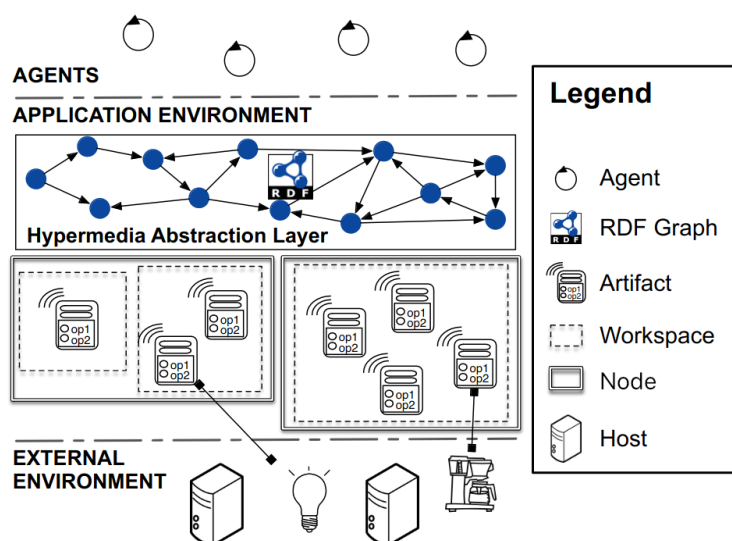 AGENTS
APPLICATION ENVIRONMENT
RDF
Hypermedia Abstraction Layer
op1
op2
op1
op2
op1
op2
op1
op2
op1
op2
op1
op2
op1
op2
EXTERNAL
ENVIRONMENT
Legend
Agent
RDF
RDF Graph
op1
op2
Artifact
Workspace
Node
Host